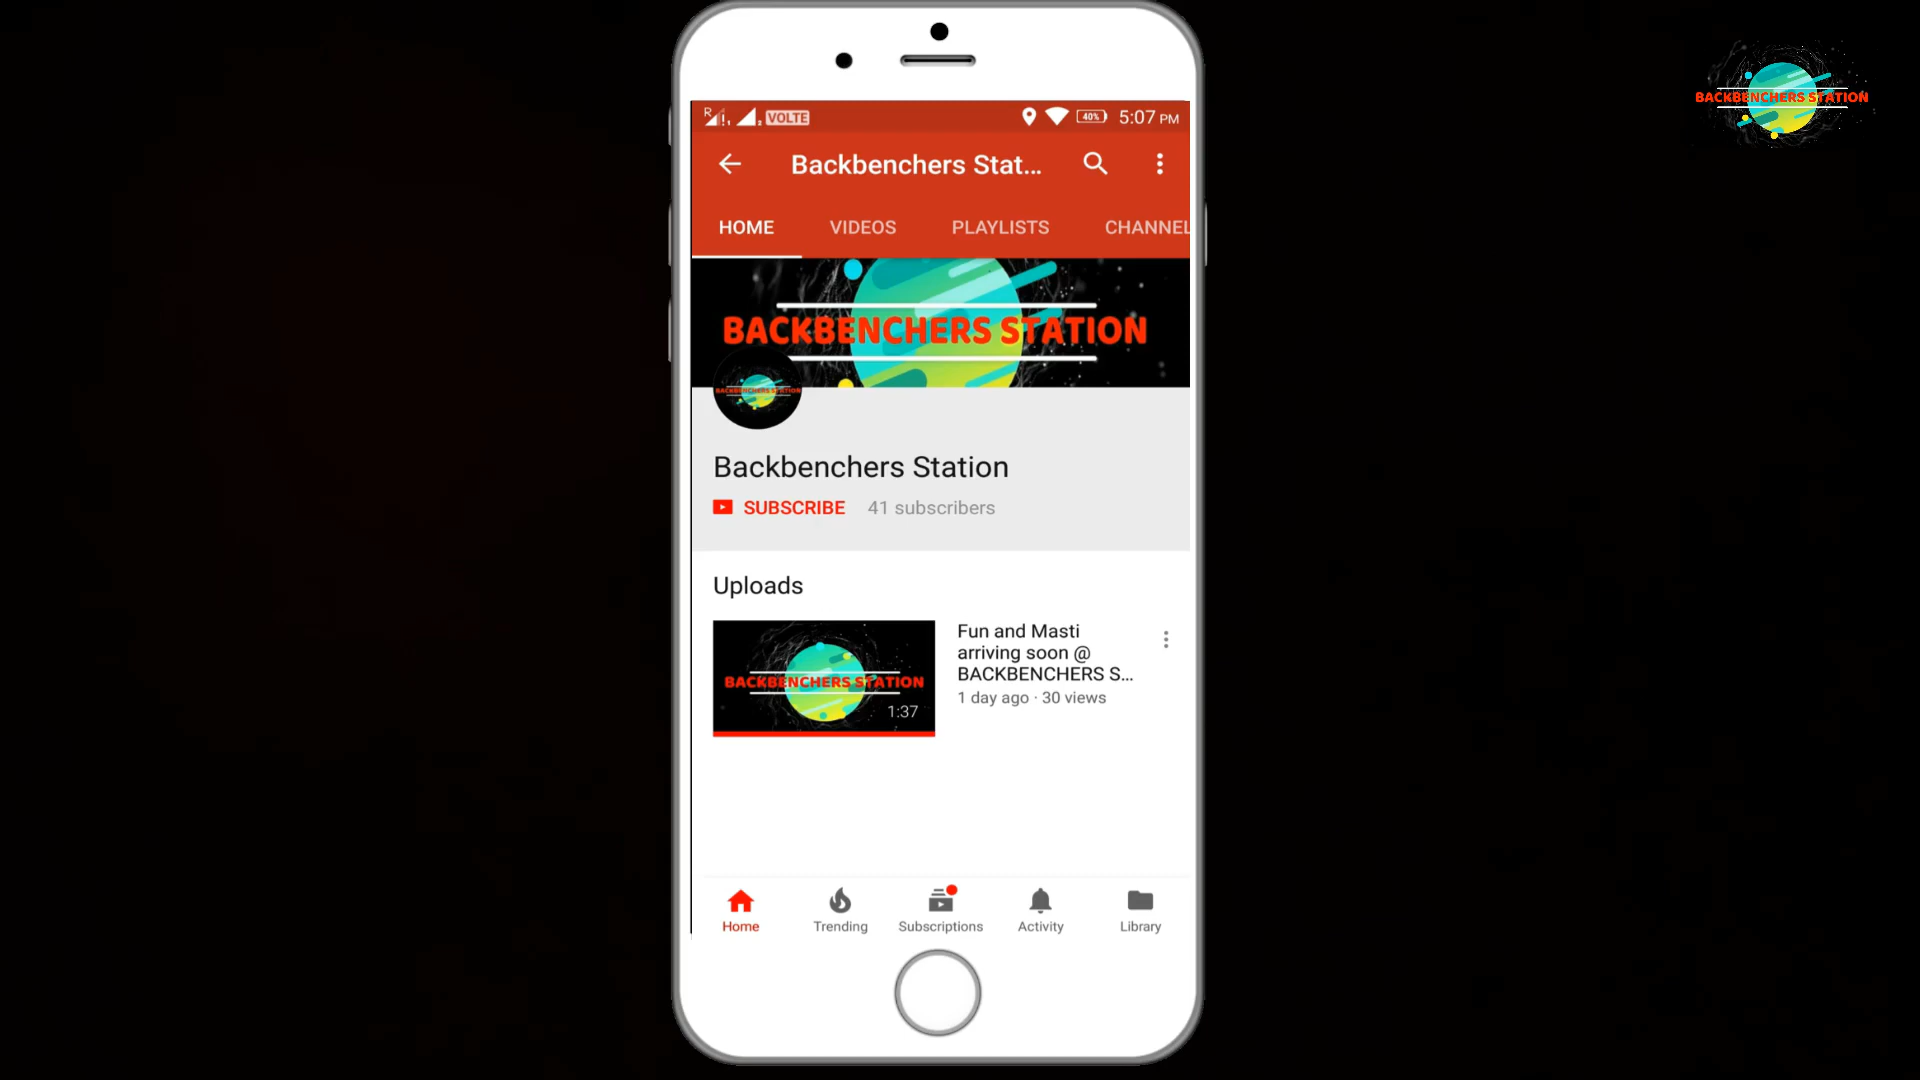 BACKBENCHERS STATION
R VOLTE 40% 5:07 PM
Backbenchers Stat...
HOME VIDEOS PLAYLISTS CHANNEL
BACKBENCHERS STATION
BACKBENCHERS STATION
Backbenchers Station
SUBSCRIBE 41 subscribers
Uploads
Fun and Masti
arriving soon @
BACKBENCHERS S...
1 day ago · 30 views
BACKBENCHERS STATION
1:37
Home Trending Subscriptions Activity Library